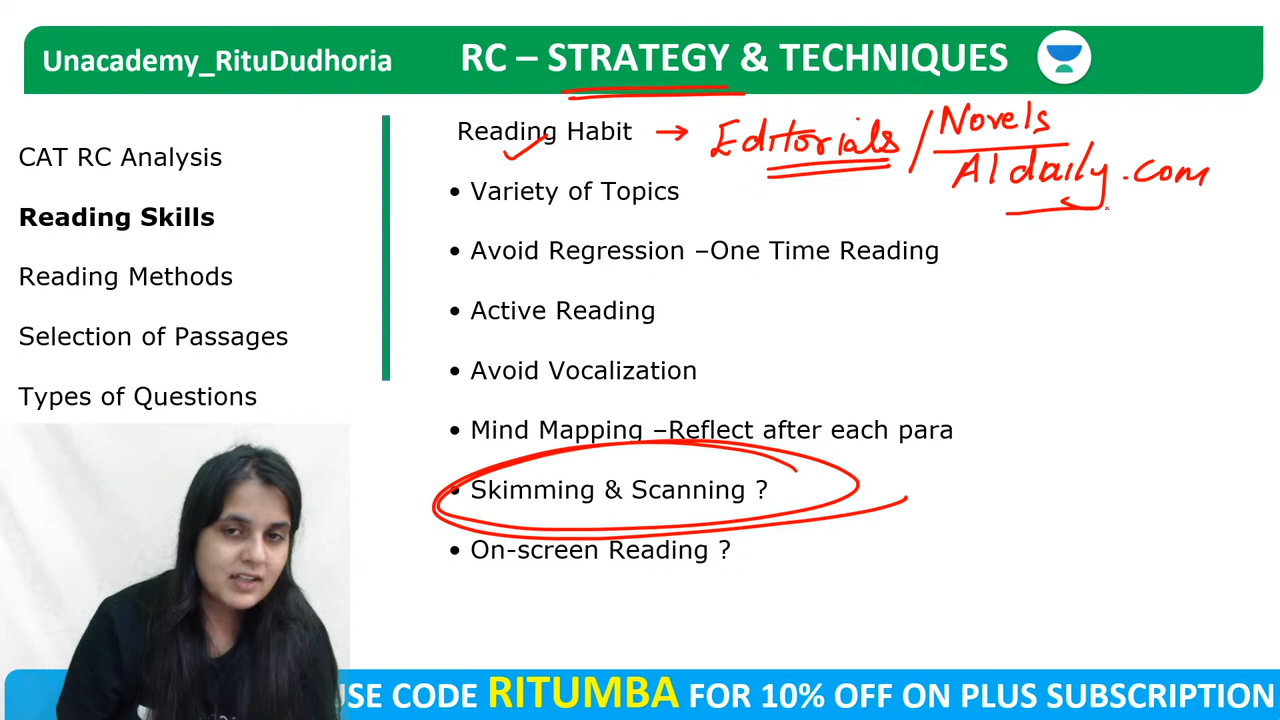 Unacademy_RituDudhoria
RC – STRATEGY & TECHNIQUES
CAT RC Analysis
Reading Skills
Reading Methods
Selection of Passages
Types of Questions
Reading Habit → Editorials / Novels
Aldaily.com
• Variety of Topics
• Avoid Regression –One Time Reading
• Active Reading
• Avoid Vocalization
• Mind Mapping –Reflect after each para
• Skimming & Scanning ?
• On-screen Reading ?
USE CODE RITUMBA FOR 10% OFF ON PLUS SUBSCRIPTION